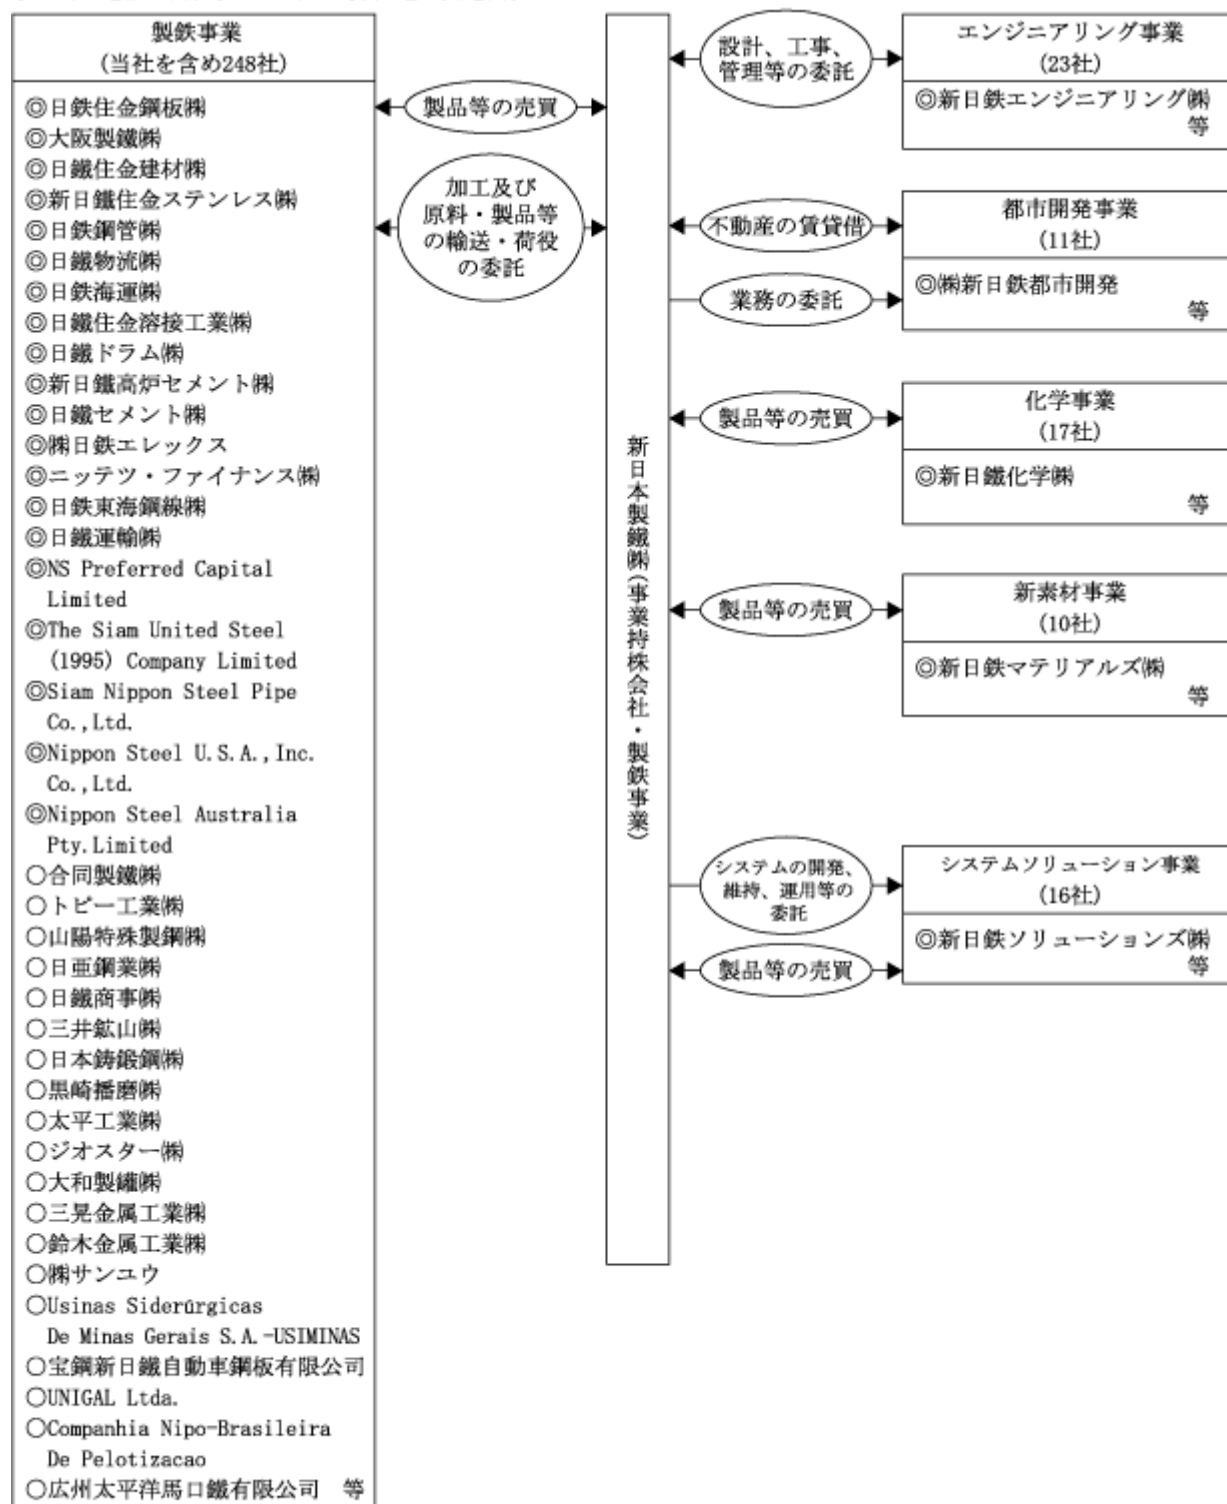 製鉄事業
(当社を含め248社)
◎日鉄住金鋼板㈱
◎大阪製鐵㈱
◎日鐵住金建材㈱
◎新日鐵住金ステンレス㈱
◎日鉄鋼管㈱
◎日鐵物流㈱
◎日鉄海運㈱
◎日鐵住金溶接工業㈱
◎日鐵ドラム㈱
◎新日鐵高炉セメント㈱
◎日鐵セメント㈱
◎㈱日鉄エレックス
◎ニッテツ・ファイナンス㈱
◎日鉄東海鋼線㈱
◎日鐵運輸㈱
◎NS Preferred Capital
Limited
◎The Siam United Steel
(1995) Company Limited
◎Siam Nippon Steel Pipe
Co.,Ltd.
◎Nippon Steel U.S.A.,Inc.
Co.,Ltd.
◎Nippon Steel Australia
Pty.Limited
○合同製鐵㈱
○トピー工業㈱
○山陽特殊製鋼㈱
○日亜鋼業㈱
○日鐵商事㈱
○三井鉱山㈱
○日本鋳鍛鋼㈱
○黒崎播磨㈱
○太平工業㈱
○ジオスター㈱
○大和製罐㈱
○三晃金属工業㈱
○鈴木金属工業㈱
○㈱サンユウ
○Usinas Siderúrgicas
De Minas Gerais S.A.-USIMINAS
○宝鋼新日鐵自動車鋼板有限公司
○UNIGAL Ltda.
○Companhia Nipo-Brasileira
De Pelotizacao
○広州太平洋馬口鐵有限公司 等
製品等の売買
加工及び
原料・製品等
の輸送・荷役
の委託
新日本製鐵㈱(事業持株会社・製鉄事業)
設計、工事、
管理等の委託
不動産の賃貸借
業務の委託
製品等の売買
製品等の売買
システムの開発、
維持、運用等の
委託
製品等の売買
エンジニアリング事業
(23社)
◎新日鉄エンジニアリング㈱
等
都市開発事業
(11社)
◎㈱新日鉄都市開発
等
化学事業
(17社)
◎新日鐵化学㈱
等
新素材事業
(10社)
◎新日鉄マテリアルズ㈱
等
システムソリューション事業
(16社)
◎新日鉄ソリューションズ㈱
等